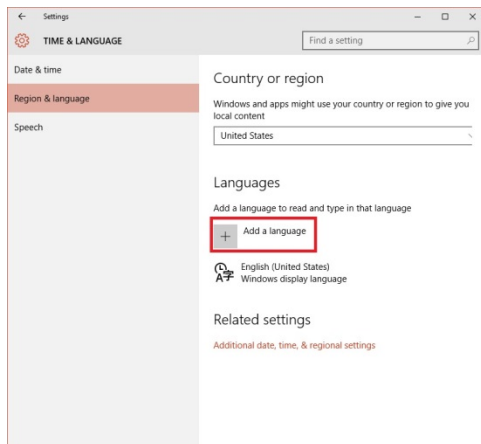 Settings
TIME & LANGUAGE
Find a setting
Date & time
Region & language
Speech
Country or region
Windows and apps might use your country or region to give you
local content
United States
Languages
Add a language to read and type in that language
Add a language
A字
English (United States)
Windows display language
Related settings
Additional date, time, & regional settings